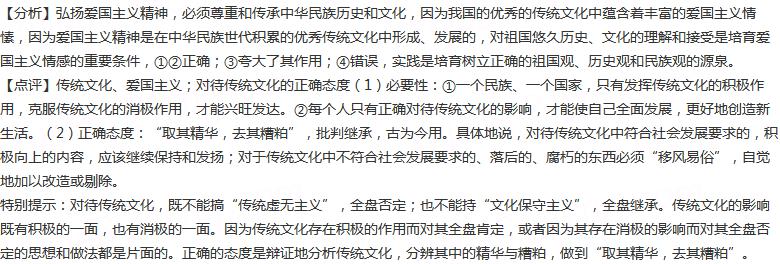 【分析】弘扬爱国主义精神，必须尊重和传承中华民族历史和文化，因为我国的优秀的传统文化中蕴含着丰富的爱国主义情
愫，因为爱国主义精神是在中华民族世代积累的优秀传统文化中形成、发展的，对祖国悠久历史、文化的理解和接受是培育爱
国主义情感的重要条件，①②正确；③夸大了其作用；④错误，实践是培育树立正确的祖国观、历史观和民族观的源泉。
【点评】传统文化、爱国主义；对待传统文化的正确态度（1）必要性：①一个民族、一个国家，只有发挥传统文化的积极作
用，克服传统文化的消极作用，才能兴旺发达。②每个人只有正确对待传统文化的影响，才能使自己全面发展，更好地创造新
生活。（2）正确态度：“取其精华，去其糟粕”，批判继承，古为今用。具体地说，对待传统文化中符合社会发展要求的，积
极向上的内容，应该继续保持和发扬；对于传统文化中不符合社会发展要求的、落后的、腐朽的东西必须“移风易俗”，自觉
地加以改造或剔除。
特别提示：对待传统文化，既不能搞“传统虚无主义”，全盘否定；也不能持“文化保守主义”，全盘继承。传统文化的影响
既有积极的一面，也有消极的一面。因为传统文化存在积极的作用而对其全盘肯定，或者因为其存在消极的影响而对其全盘否
定的思想和做法都是片面的。正确的态度是辩证地分析传统文化，分辨其中的精华与糟粕，做到“取其精华，去其糟粕”。